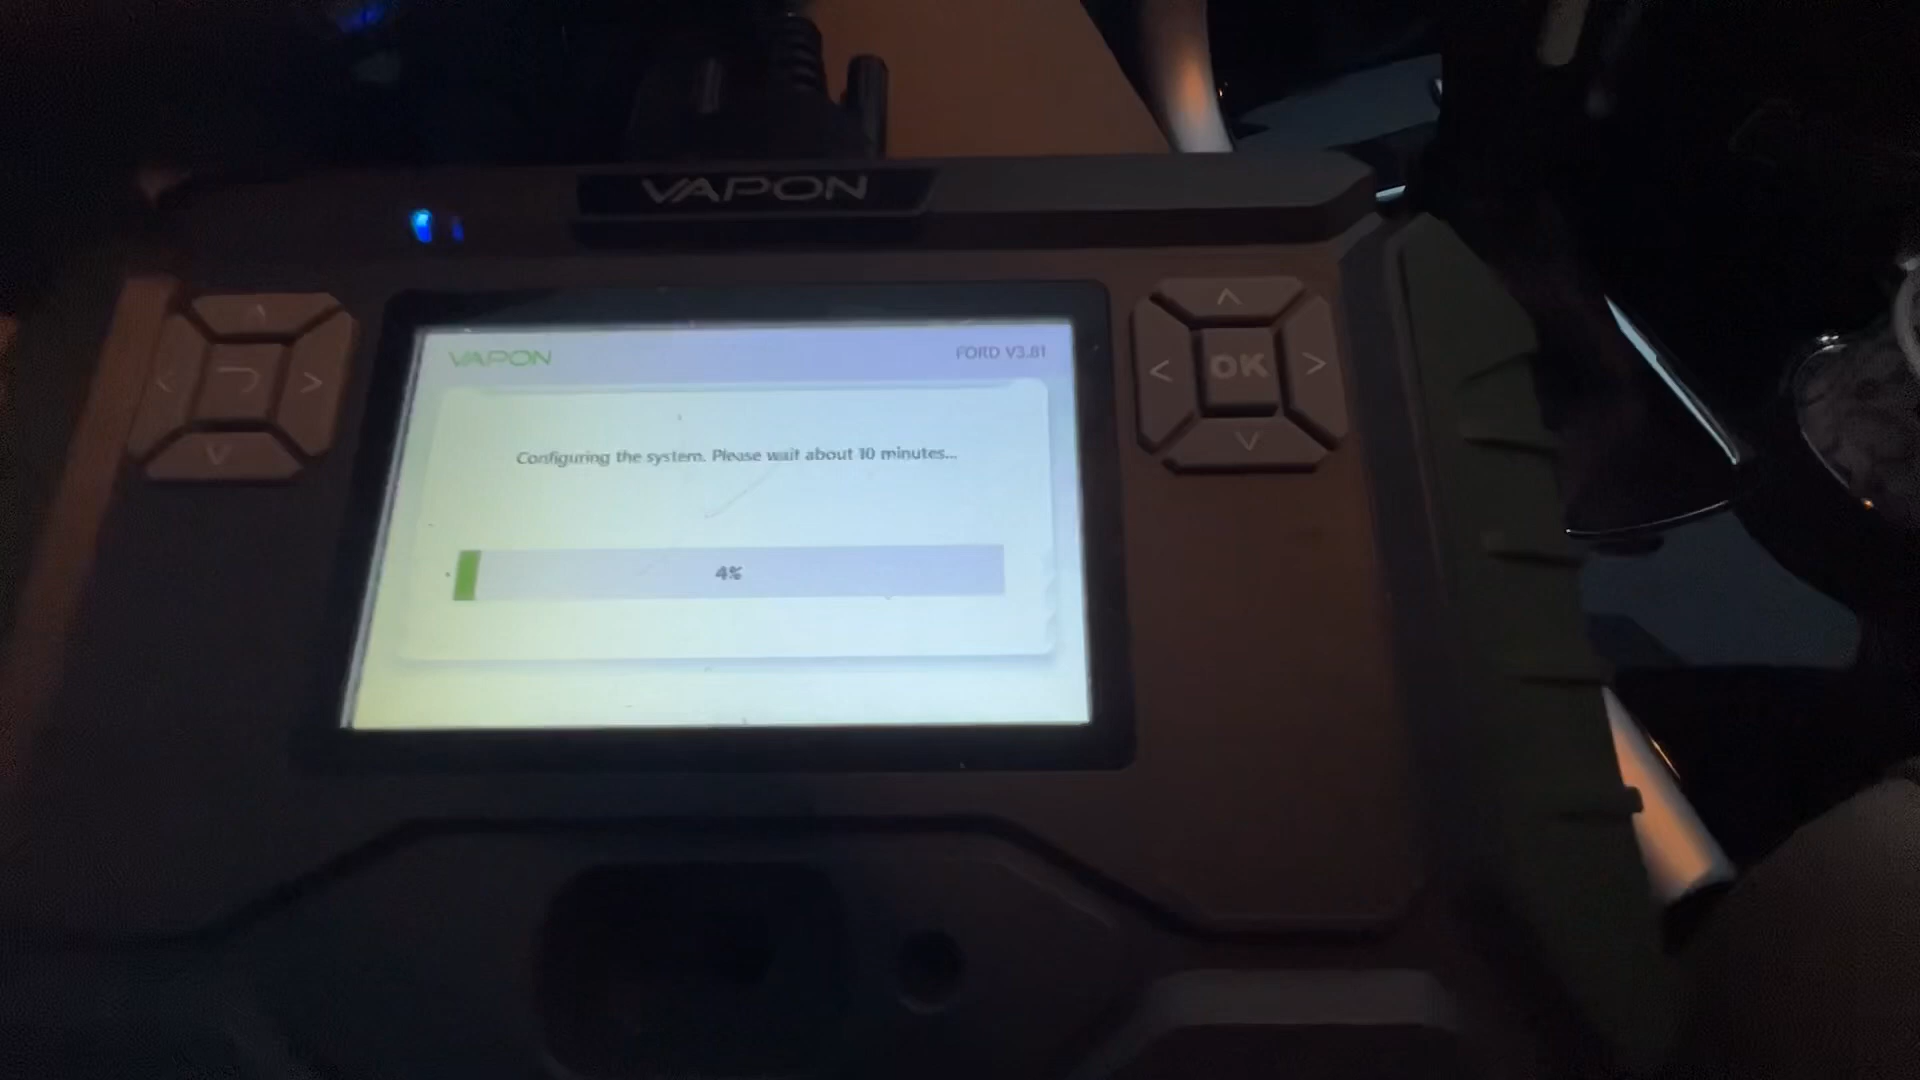 VAPON
VAPON
FORD V3.81
OK
Configuring the system. Please wait about 10 minutes...
4%